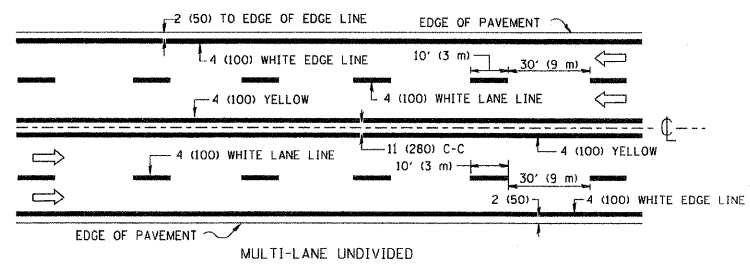 2 (50) TO EDGE OF EDGE LINE
EDGE OF PAVEMENT
4 (100) WHITE EDGE LINE
10' (3 m)
30' (9 m)
4 (100) YELLOW
4 (100) WHITE LANE LINE
℄
4 (100) WHITE LANE LINE
11 (280) C-C
4 (100) YELLOW
10' (3 m)
30' (9 m)
2 (50)
4 (100) WHITE EDGE LINE
EDGE OF PAVEMENT
MULTI-LANE UNDIVIDED